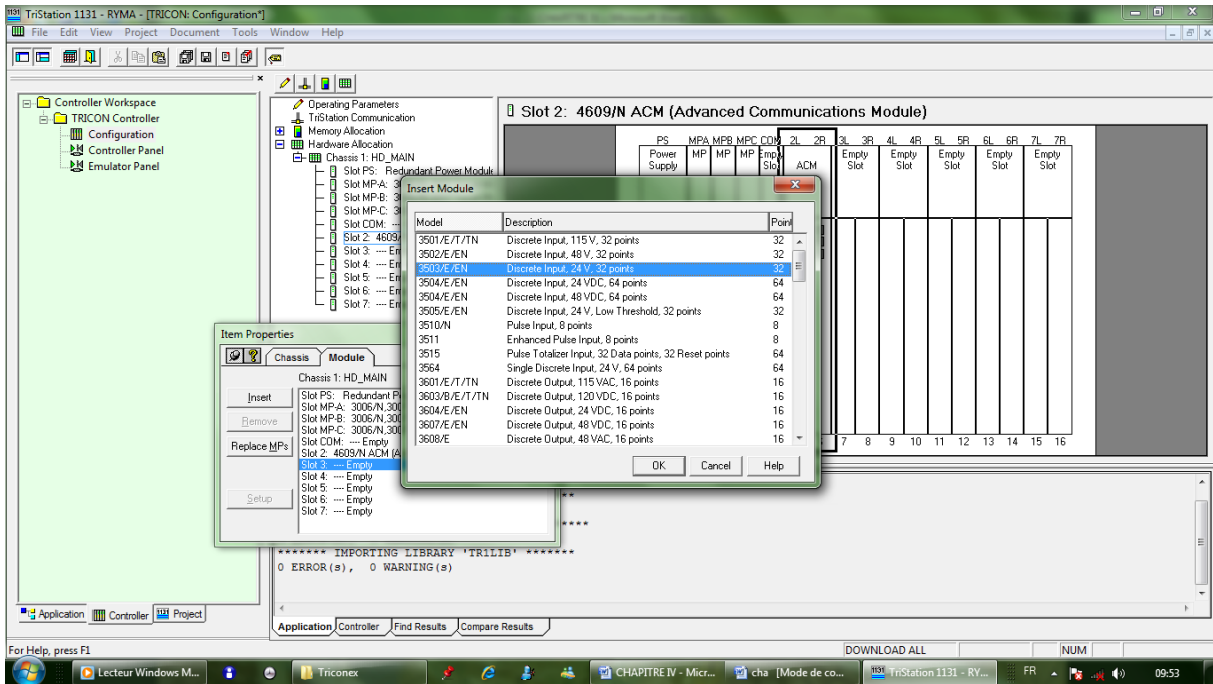 TriStation 1131 - RYMA - [TRICON: Configuration*]
File Edit View Project Document Tools Window Help
Controller Workspace
TRICON Controller
Configuration
Controller Panel
Emulator Panel
Operating Parameters
TriStation Communication
Memory Allocation
Hardware Allocation
Chassis 1: HD_MAIN
Slot PS: Redundant Power Module
Slot MP-A: 3
Slot MP-B: 3
Slot MP-C: 3
Slot COM: ---
Slot 2: 4609/
Slot 3: ---- Em
Slot 4: ---- Em
Slot 5: ---- Em
Slot 6: ---- Em
Slot 7: ---- Em
Slot 2: 4609/N ACM (Advanced Communications Module)
PS MPA MPB MPC COM 2L 2R 3L 3R 4L 4R 5L 5R 6L 6R 7L 7R
Power Supply MP MP MP Empty Slot ACM Empty Slot Empty Slot Empty Slot Empty Slot Empty Slot
7 8 9 10 11 12 13 14 15 16
Item Properties
Chassis Module
Chassis 1: HD_MAIN
Insert
Remove
Replace MPs
Setup
Slot PS: Redundant Po
Slot MP-A: 3006/N,300
Slot MP-B: 3006/N,300
Slot MP-C: 3006/N,300
Slot COM: ---- Empty
Slot 2: 4609/N ACM (A
Slot 3: ---- Empty
Slot 4: ---- Empty
Slot 5: ---- Empty
Slot 6: ---- Empty
Slot 7: ---- Empty
Insert Module
Model Description Point
3501/E/T/TN Discrete Input, 115 V, 32 points 32
3502/E/EN Discrete Input, 48 V, 32 points 32
3503/E/EN Discrete Input, 24 V, 32 points 32
3504/E/EN Discrete Input, 24 VDC, 64 points 64
3504/E/EN Discrete Input, 48 VDC, 64 points 64
3505/E/EN Discrete Input, 24 V, Low Threshold, 32 points 32
3510/N Pulse Input, 8 points 8
3511 Enhanced Pulse Input, 8 points 8
3515 Pulse Totalizer Input, 32 Data points, 32 Reset points 64
3564 Single Discrete Input, 24 V, 64 points 64
3601/E/T/TN Discrete Output, 115 VAC, 16 points 16
3603/B/E/T/TN Discrete Output, 120 VDC, 16 points 16
3604/E/EN Discrete Output, 24 VDC, 16 points 16
3607/E/EN Discrete Output, 48 VDC, 16 points 16
3608/E Discrete Output, 48 VAC, 16 points 16
OK Cancel Help
**
****
******* IMPORTING LIBRARY 'TR1LIB' *******
0 ERROR(s), 0 WARNING(s)
Application Controller Project
Application Controller Find Results Compare Results
For Help, press F1
DOWNLOAD ALL NUM
Lecteur Windows M... Triconex CHAPITRE IV - Micr... cha [Mode de co... TriStation 1131 - RY... FR 09:53